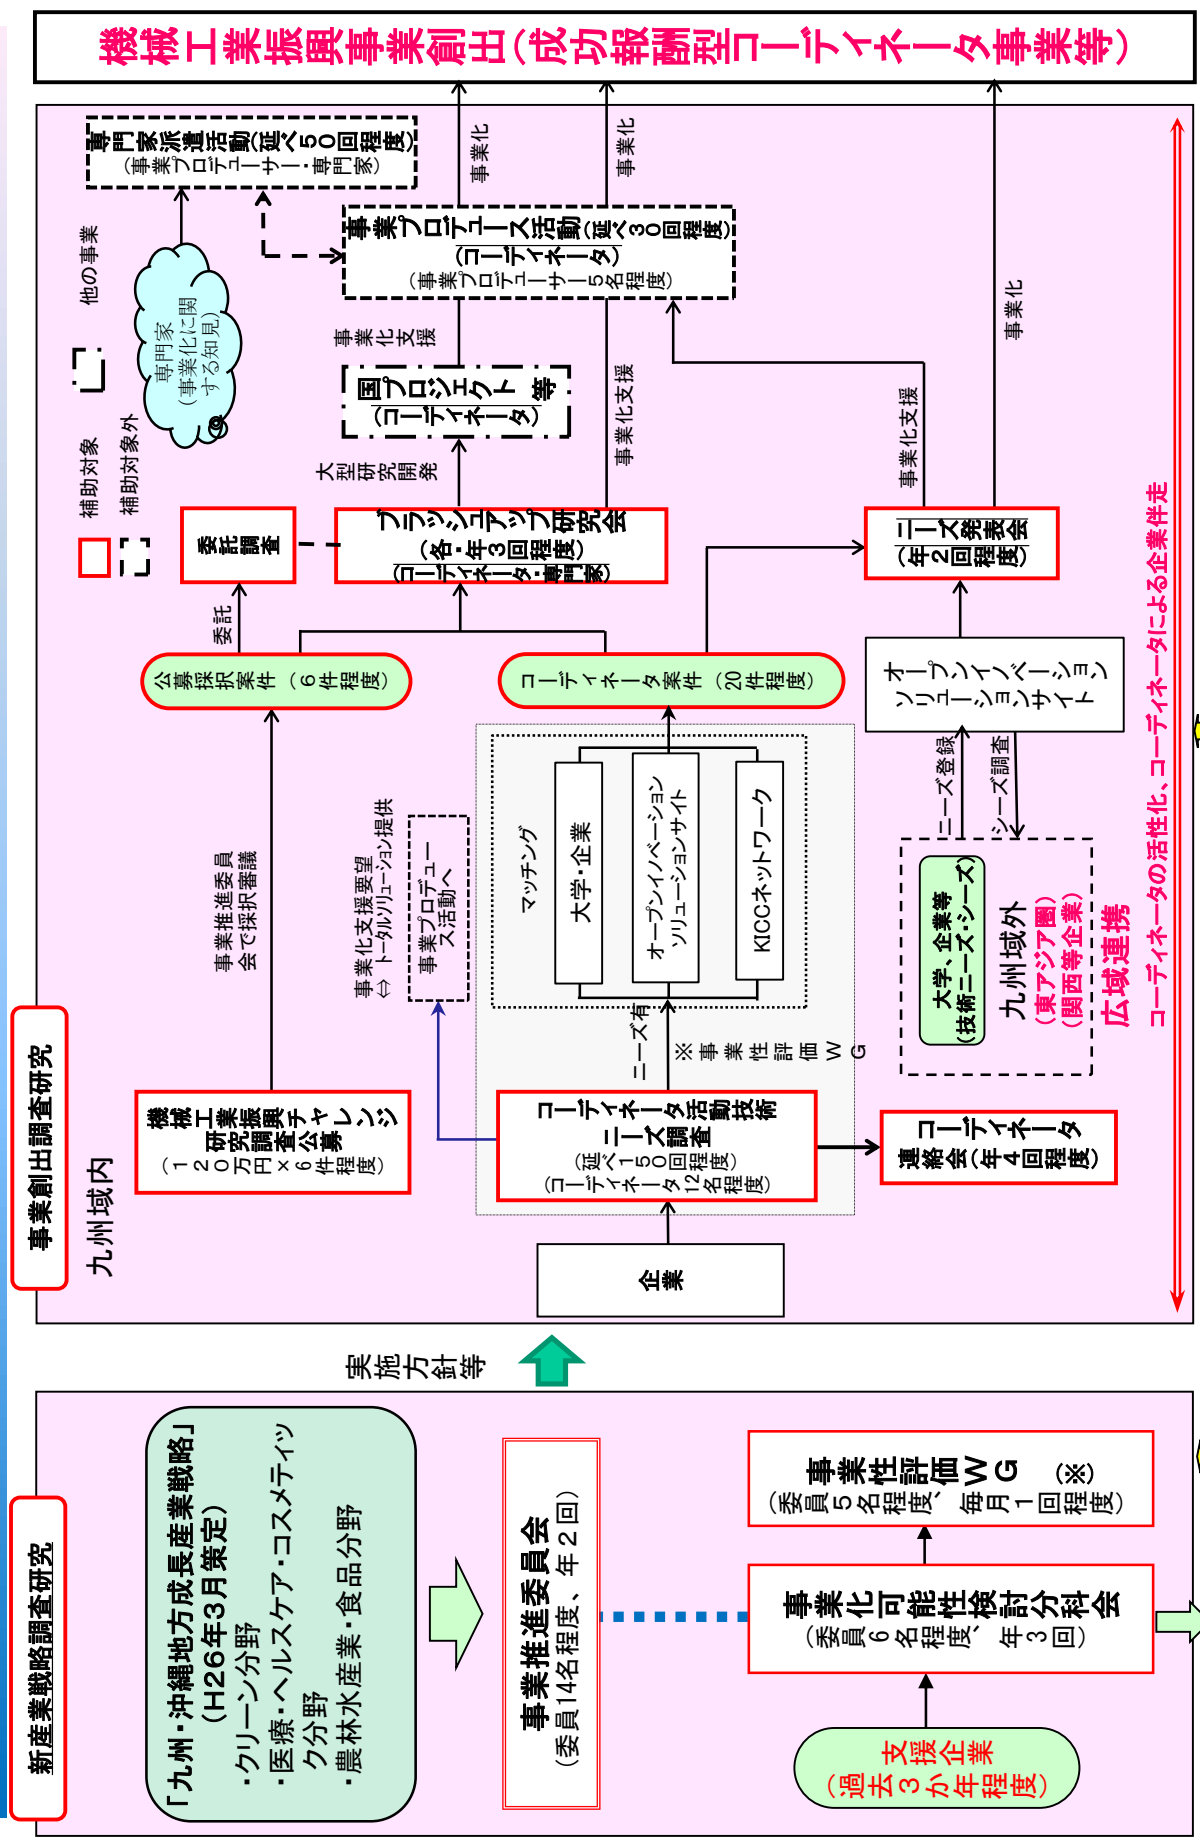 新産業戦略調査研究
「九州・沖縄地方成長産業戦略」
（Ｈ２６年３月策定）
・クリーン分野
・医療・ヘルスケア・コスメティッ
ク分野
・農林水産業・食品分野
事業推進委員会
（委員14名程度、年２回）
事業性評価ＷＧ （※）
（委員５名程度、毎月１回程度）
事業化可能性検討分科会
（委員６名程度、年３回）
支援企業
（過去３か年程度）
実施方針等
事業創出調査研究
九州域内
機械工業振興チャレンジ
研究調査公募
（１２０万円×６件程度）
事業推進委員
会で採択審議
公募採択案件（６件程度）
委託
委託調査
補助対象
補助対象外
他の事業
専門家
（事業化に関
する知見）
専門家派遣活動(延べ５０回程度)
（事業プロデューサー・専門家）
企業
コーディネータ活動技術
ニーズ調査
（延べ１５０回程度）
（コーディネータ12名程度）
事業化支援要望
⇔ トータルソリューション提供
事業プロデュー
ス活動へ
ニーズ有
※事業性評価ＷＧ
マッチング
大学・企業
オープンイノベーション
ソリューションサイト
KICCネットワーク
コーディネータ案件（20件程度）
ブラッシュアップ研究会
（各・年３回程度）
（コーディネータ・専門家）
大型研究開発
国プロジェクト 等
（コーディネータ）
事業化支援
事業化支援
事業プロデュース活動(延べ３０回程度)
（コーディネータ）
（事業プロデューサー５名程度）
事業化
事業化
コーディネータ
連絡会(年４回程度)
大学、企業等
（技術ニーズ・シーズ）
九州域外
（東アジア圏）
（関西等企業）
広域連携
ニーズ登録
シーズ調査
オープンイノベーション
ソリューションサイト
ニーズ発表会
（年２回程度）
事業化支援
事業化
コーディネータの活性化、コーディネータによる企業伴走
機械工業振興事業創出（成功報酬型コーディネータ事業等）